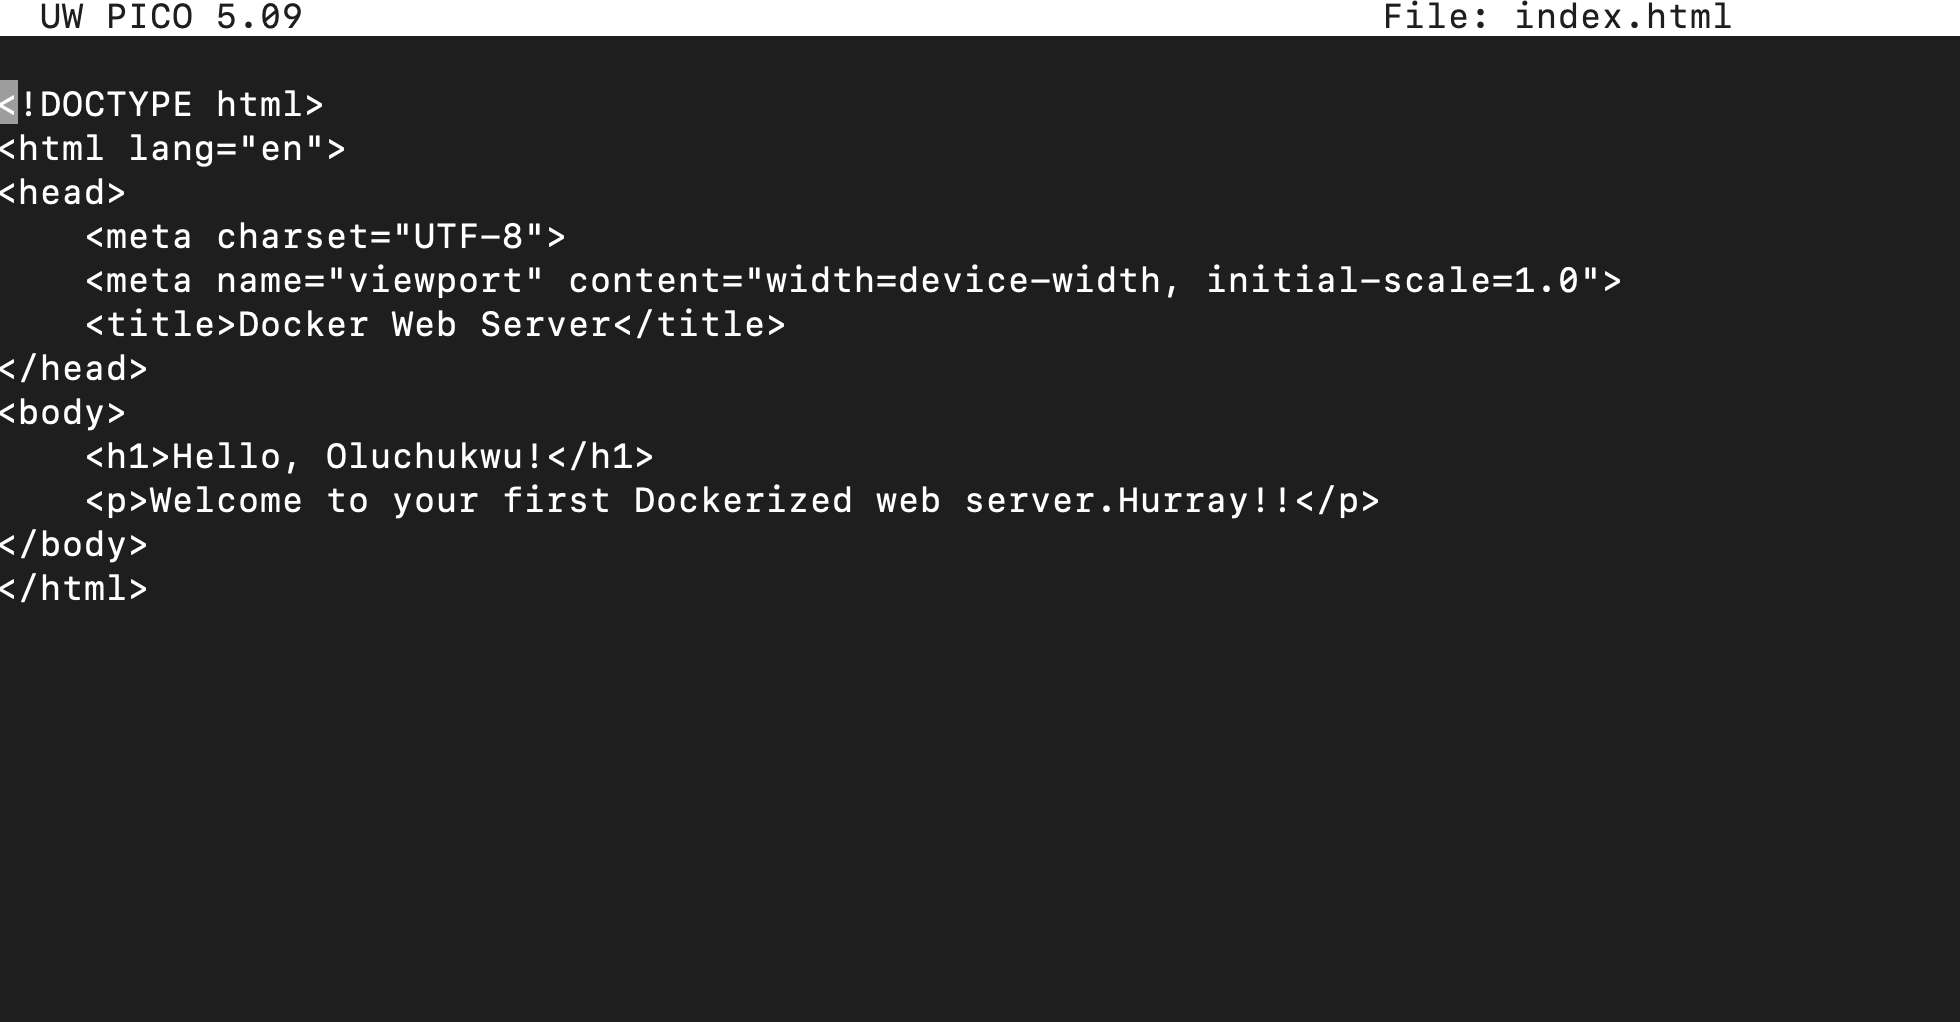 UW PICO 5.09 File: index.html
<!DOCTYPE html>
<html lang="en">
<head>
    <meta charset="UTF-8">
    <meta name="viewport" content="width=device-width, initial-scale=1.0">
    <title>Docker Web Server</title>
</head>
<body>
    <h1>Hello, Oluchukwu!</h1>
    <p>Welcome to your first Dockerized web server.Hurray!!</p>
</body>
</html>